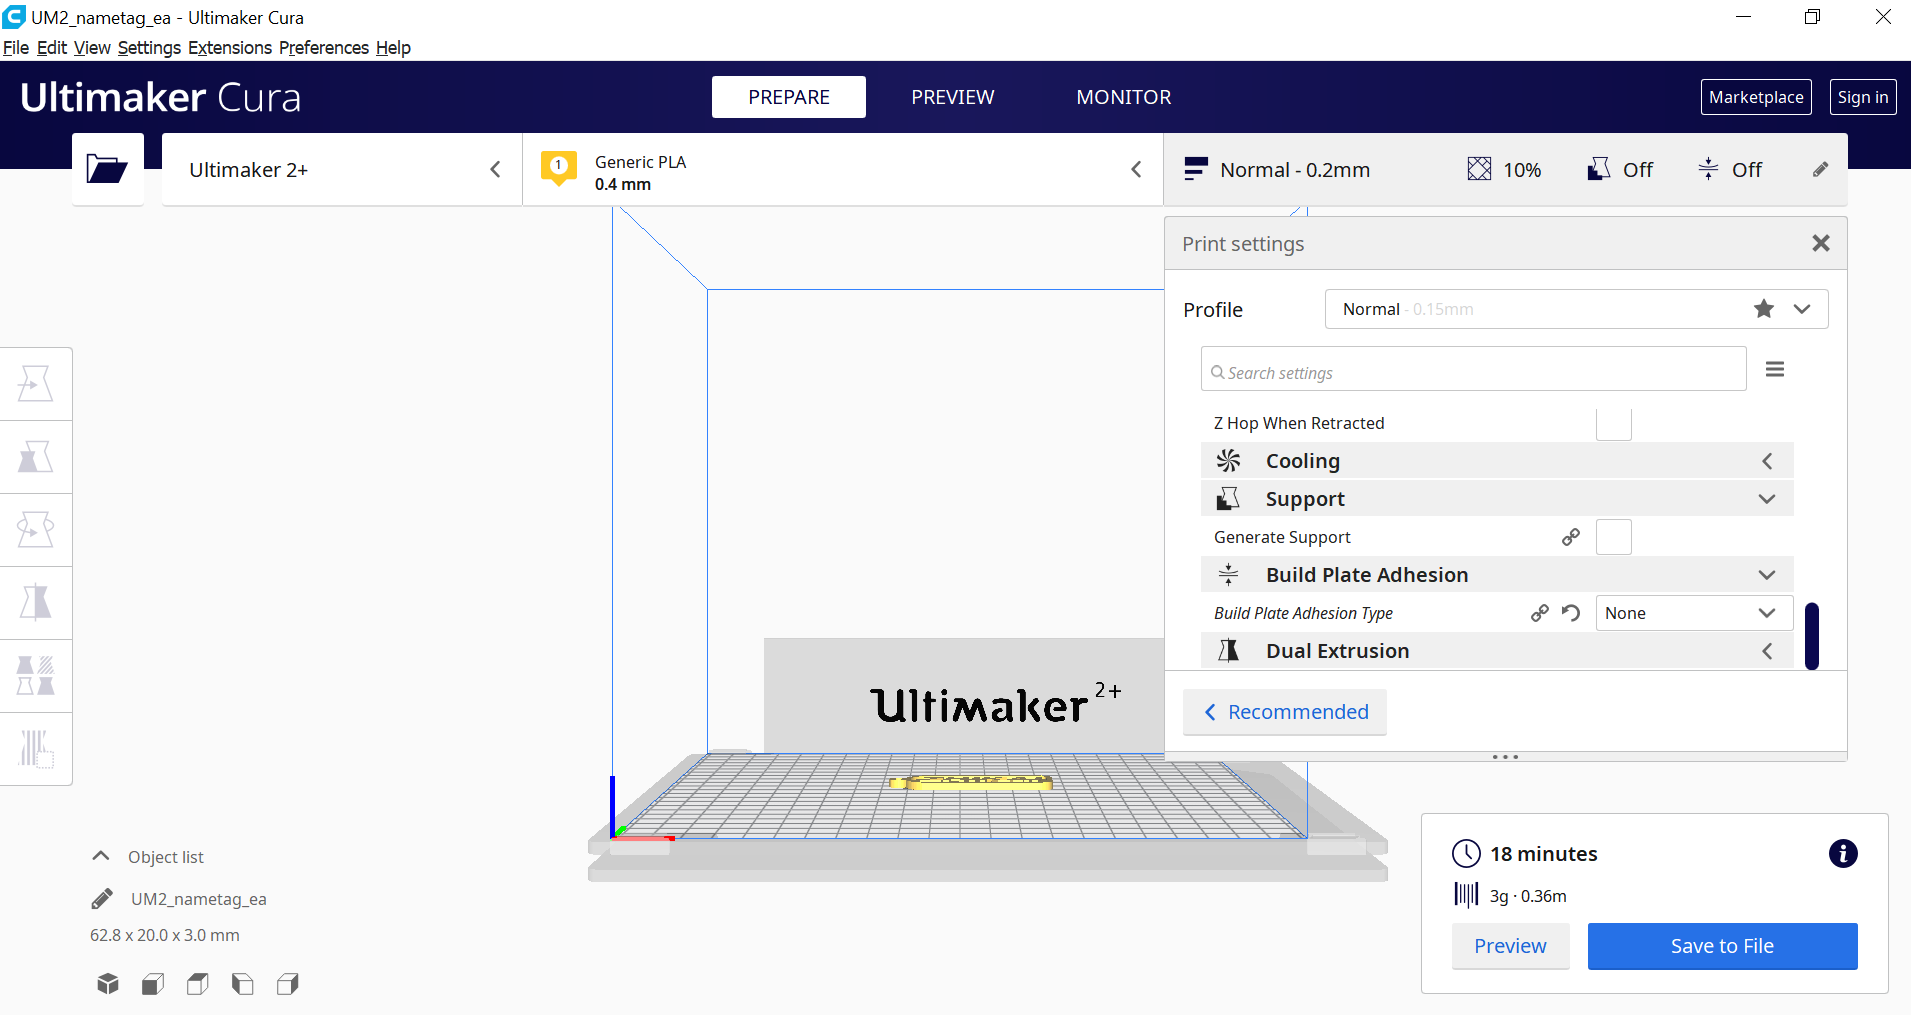 UM2_nametag_ea - Ultimaker Cura
File Edit View Settings Extensions Preferences Help
Ultimaker Cura
PREPARE
PREVIEW
MONITOR
Marketplace
Sign in
Ultimaker 2+
1
Generic PLA
0.4 mm
Normal - 0.2mm
10%
Off
Off
Print settings
Profile
Normal - 0.15mm
Search settings
Z Hop When Retracted
Cooling
Support
Generate Support
Build Plate Adhesion
Build Plate Adhesion Type
None
Dual Extrusion
Recommended
Ultimaker 2+
Object list
UM2_nametag_ea
62.8 x 20.0 x 3.0 mm
18 minutes
3g · 0.36m
Preview
Save to File